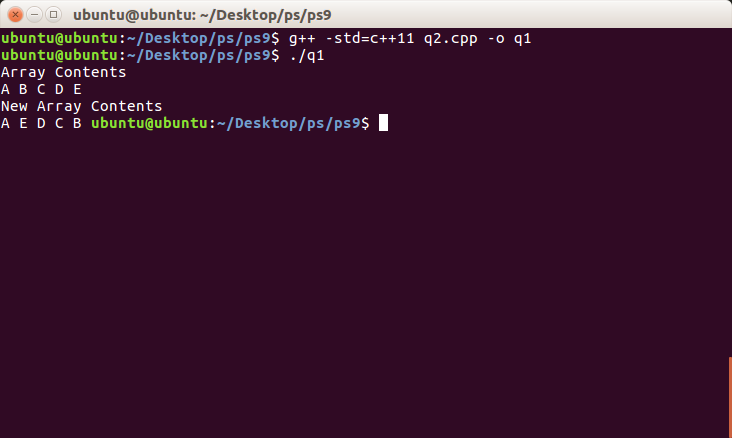 ubuntu@ubuntu: ~/Desktop/ps/ps9
ubuntu@ubuntu:~/Desktop/ps/ps9$ g++ -std=c++11 q2.cpp -o q1
ubuntu@ubuntu:~/Desktop/ps/ps9$ ./q1
Array Contents
A B C D E
New Array Contents
A E D C B ubuntu@ubuntu:~/Desktop/ps/ps9$